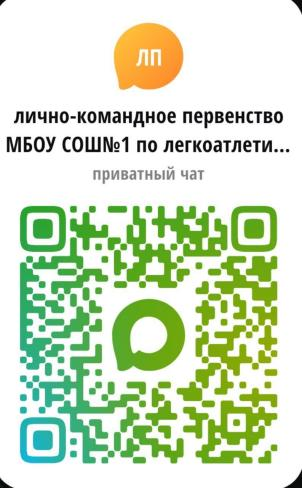 ЛП
лично-командное первенство
МБОУ СОШ№1 по легкоатлети...
приватный чат